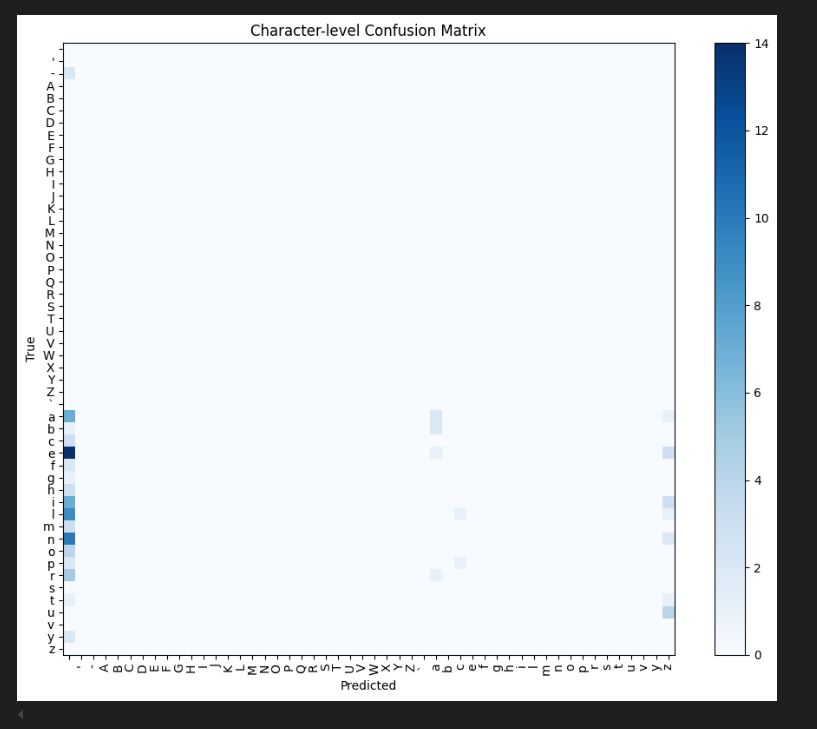 Character-level Confusion Matrix
True
'
-
A
B
C
D
E
F
G
H
I
J
K
L
M
N
O
P
Q
R
S
T
U
V
W
X
Y
Z
`
a
b
c
e
f
g
h
i
l
m
n
o
p
r
s
t
u
v
y
z
' - A B C D E F G H I J K L M N O P Q R S T U V W X Y Z ` a b c e f g h i l m n o p r s t u v y z
Predicted
14
12
10
8
6
4
2
0